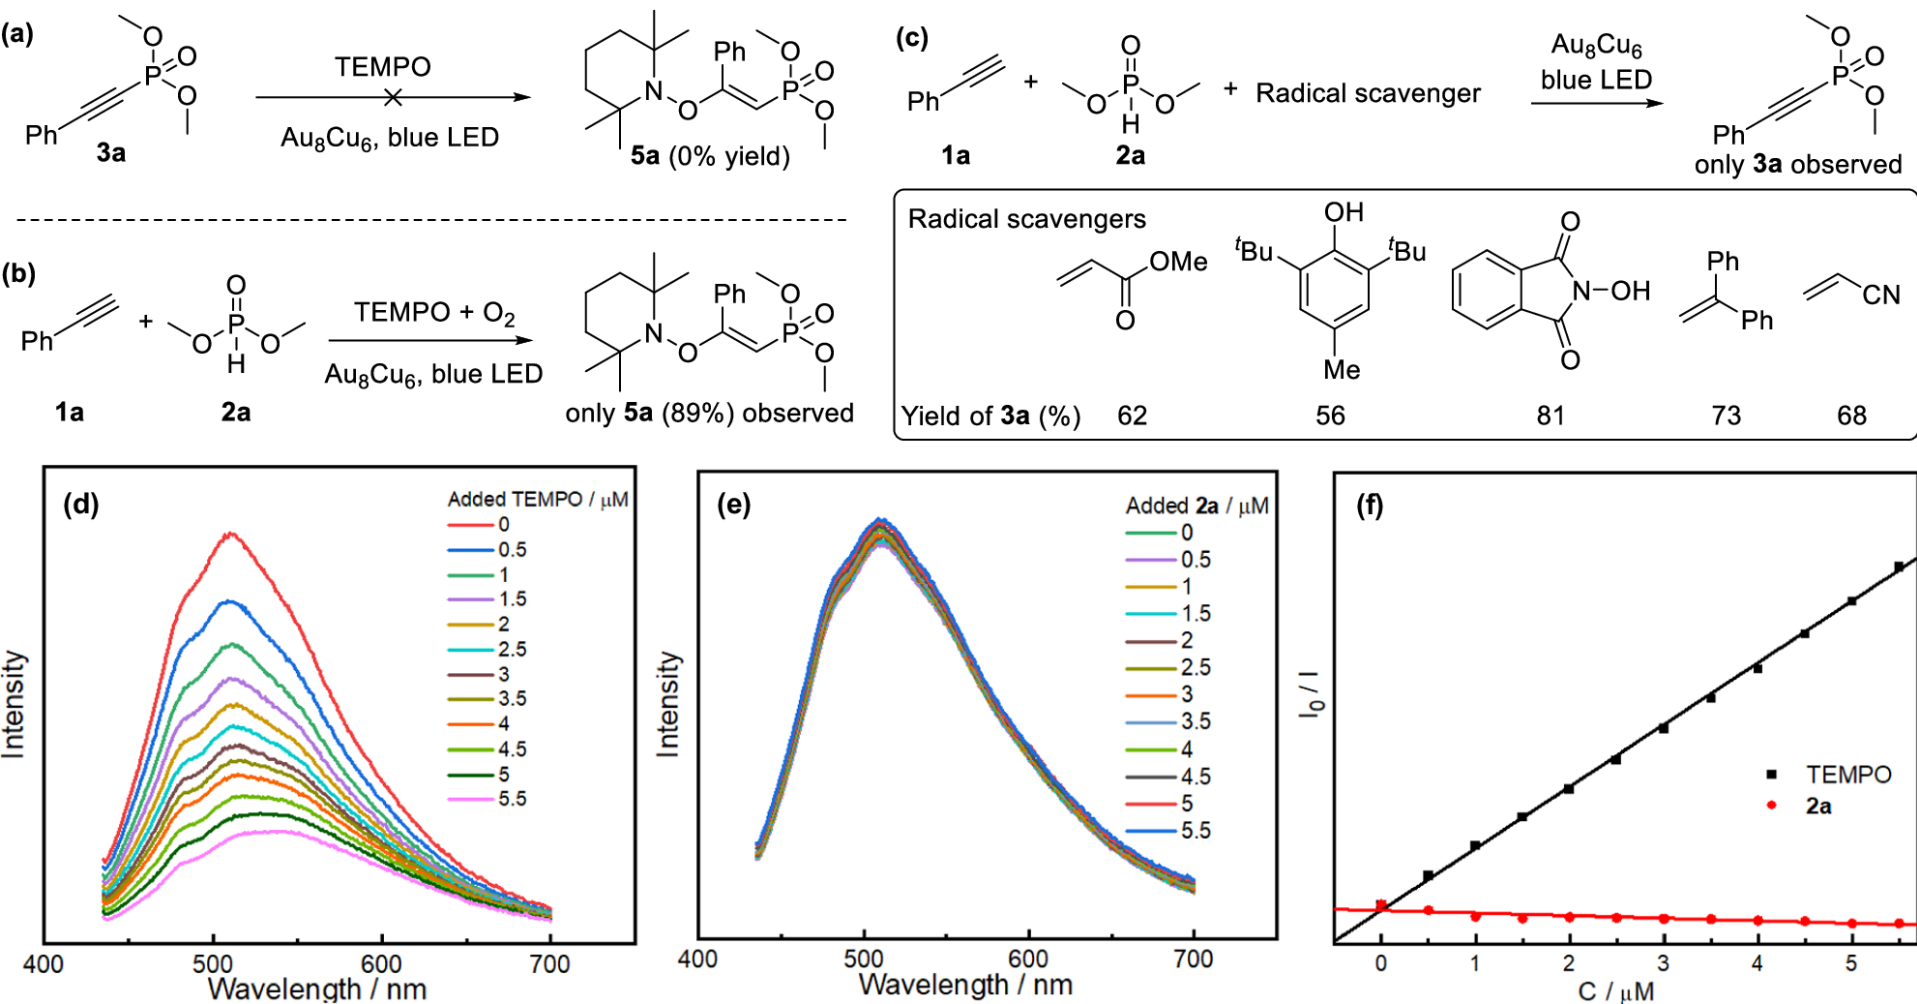 (a)
O
O
P
O
Ph
3a
TEMPO
Au8Cu6, blue LED
N
O
Ph
O
P
O
O
5a (0% yield)
(b)
Ph
1a
+
O
P
O
O
H
2a
TEMPO + O2
Au8Cu6, blue LED
N
O
Ph
O
P
O
O
only 5a (89%) observed
(c)
Ph
1a
+
O
P
O
O
H
2a
+ Radical scavenger
Au8Cu6
blue LED
O
O
P
O
Ph
only 3a observed
Radical scavengers
OMe
O
OH
tBu
tBu
Me
O
N
OH
O
Ph
Ph
CN
Yield of 3a (%) 62 56 81 73 68
(d)
Added TEMPO / μM
0
0.5
1
1.5
2
2.5
3
3.5
4
4.5
5
5.5
Intensity
400 500 600 700
Wavelength / nm
(e)
Added 2a / μM
0
0.5
1
1.5
2
2.5
3
3.5
4
4.5
5
5.5
Intensity
400 500 600 700
Wavelength / nm
(f)
I0 / I
TEMPO
2a
0 1 2 3 4 5
C / μM